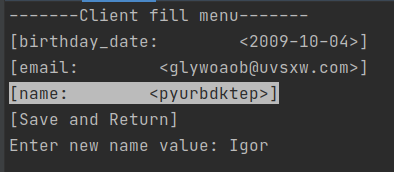 -------Client fill menu-------
[birthday_date:        <2009-10-04>]
[email:        <glywoaob@uvsxw.com>]
[name:        <pyurbdktep>]
[Save and Return]
Enter new name value: Igor